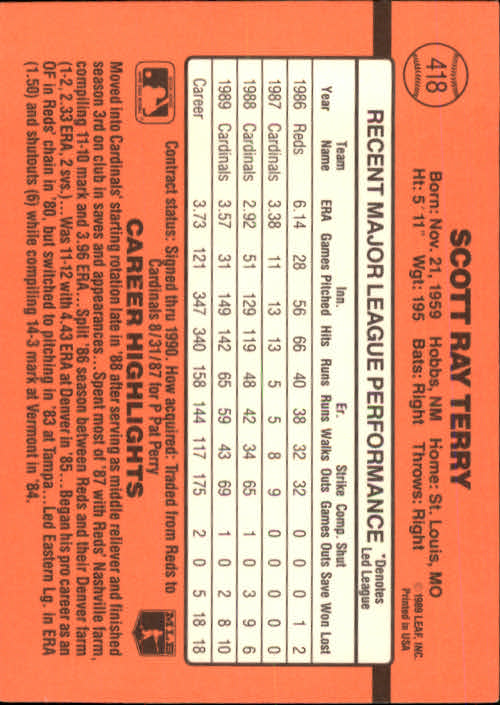 418
SCOTT RAY TERRY
Born: Nov. 21, 1959 Hobbs, NM Home: St. Louis, MO
Ht: 5´11" Wgt: 195 Bats: Right Throws: Right
©1989 LEAF, INC.
Printed in USA
RECENT MAJOR LEAGUE PERFORMANCE *Denotes Led League
Year Team Name ERA Games Inn. Pitched Hits Runs Er. Runs Walks Strike Outs Comp. Games Shut Outs Save Won Lost
1986 Reds 6.14 28 56 66 40 38 32 32 0 0 0 1 2
1987 Cardinals 3.38 11 13 13 5 5 8 9 0 0 0 0 0
1988 Cardinals 2.92 51 129 119 48 42 34 65 1 0 3 9 6
1989 Cardinals 3.57 31 149 142 65 59 43 69 1 0 2 8 10
Career 3.73 121 347 340 158 144 117 175 2 0 5 18 18
Contract status: Signed thru 1990. How acquired: Traded from Reds to
Cardinals 8/31/87 for P Pat Perry
MLB
CAREER HIGHLIGHTS
Moved into Cardinals' starting rotation late in '88 after serving as middle reliever and finished
season 3rd on club in saves and appearances... Spent most of '87 with Reds' Nashville farm,
compiling 11-10 mark and 3.96 ERA... Split '86 season between Reds and their Denver farm
(1-2, 2.33 ERA, 2 svs.)... Was 11-12 with 4.43 ERA at Denver in '85... Began his pro career as an
OF in Reds' chain in '80, but switched to pitching in '83 at Tampa... Led Eastern Lg. in ERA
(1.50) and shutouts (6) while compiling 14-3 mark at Vermont in '84.